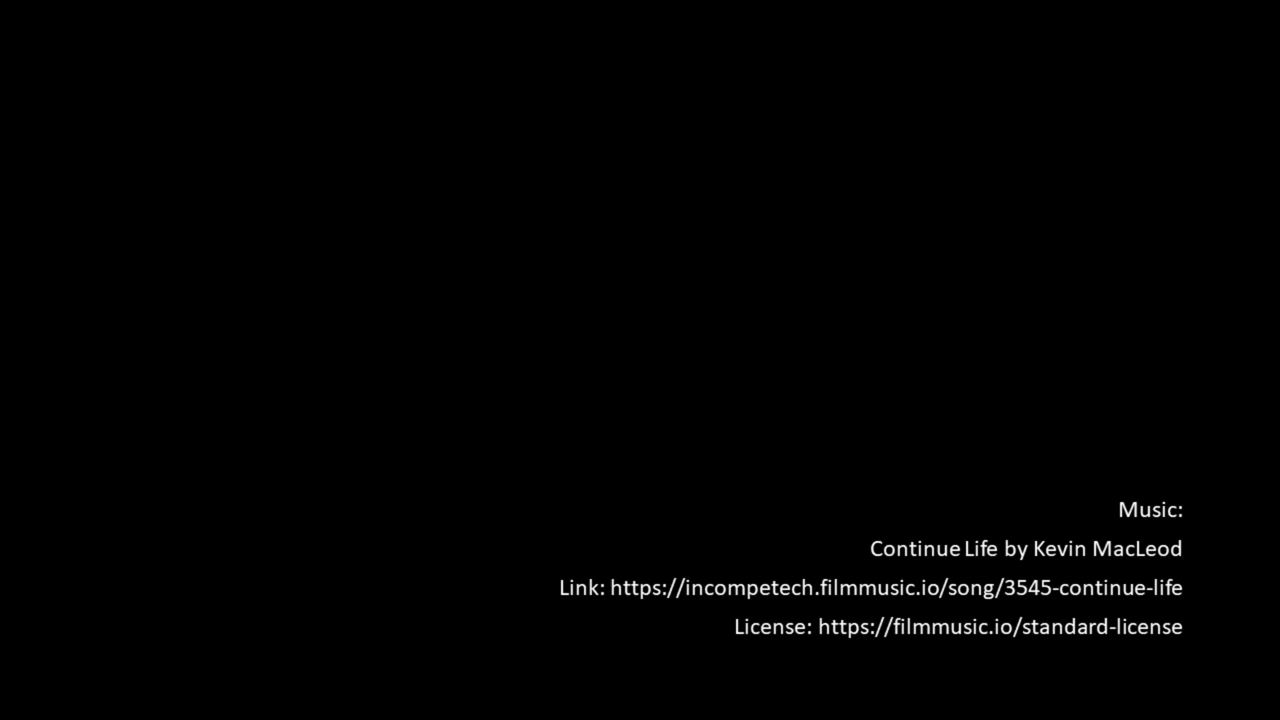 Music:
Continue Life by Kevin MacLeod
Link: https://incompetech.filmmusic.io/song/3545-continue-life
License: https://filmmusic.io/standard-license